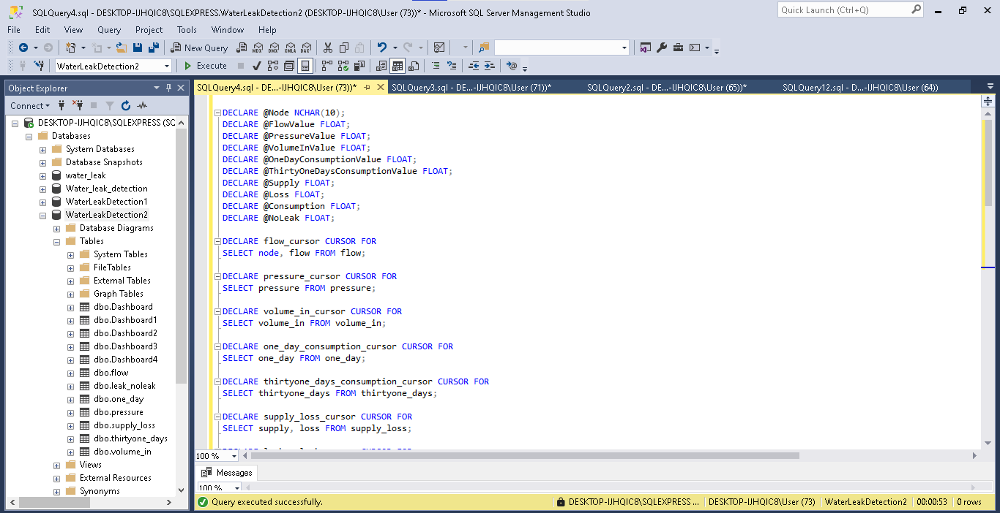 SQLQuery4.sql - DESKTOP-IJHQIC8\SQLEXPRESS.WaterLeakDetection2 (DESKTOP-IJHQIC8\User (73))* - Microsoft SQL Server Management Studio
Quick Launch (Ctrl+Q)
File Edit View Query Project Tools Window Help
New Query MDX DMX XMLA DAX
WaterLeakDetection2 Execute
Object Explorer
SQLQuery4.sql - DE...-IJHQIC8\User (73))* SQLQuery3.sql - DE...-IJHQIC8\User (71))* SQLQuery2.sql - DE...-IJHQIC8\User (65))* SQLQuery12.sql - D...-IJHQIC8\User (64))
Connect
DESKTOP-IJHQIC8\SQLEXPRESS (SC
Databases
System Databases
Database Snapshots
water_leak
Water_leak_detection
WaterLeakDetection1
WaterLeakDetection2
Database Diagrams
Tables
System Tables
FileTables
External Tables
Graph Tables
dbo.Dashboard
dbo.Dashboard1
dbo.Dashboard2
dbo.Dashboard3
dbo.Dashboard4
dbo.flow
dbo.leak_noleak
dbo.one_day
dbo.pressure
dbo.supply_loss
dbo.thirtyone_days
dbo.volume_in
Views
External Resources
Synonyms
DECLARE @Node NCHAR(10);
DECLARE @FlowValue FLOAT;
DECLARE @PressureValue FLOAT;
DECLARE @VolumeInValue FLOAT;
DECLARE @OneDayConsumptionValue FLOAT;
DECLARE @ThirtyOneDaysConsumptionValue FLOAT;
DECLARE @Supply FLOAT;
DECLARE @Loss FLOAT;
DECLARE @Consumption FLOAT;
DECLARE @NoLeak FLOAT;
DECLARE flow_cursor CURSOR FOR
SELECT node, flow FROM flow;
DECLARE pressure_cursor CURSOR FOR
SELECT pressure FROM pressure;
DECLARE volume_in_cursor CURSOR FOR
SELECT volume_in FROM volume_in;
DECLARE one_day_consumption_cursor CURSOR FOR
SELECT one_day FROM one_day;
DECLARE thirtyone_days_consumption_cursor CURSOR FOR
SELECT thirtyone_days FROM thirtyone_days;
DECLARE supply_loss_cursor CURSOR FOR
SELECT supply, loss FROM supply_loss;
100 %
Messages
100 %
Query executed successfully. DESKTOP-IJHQIC8\SQLEXPRESS ... DESKTOP-IJHQIC8\User (73) WaterLeakDetection2 00:00:53 0 rows